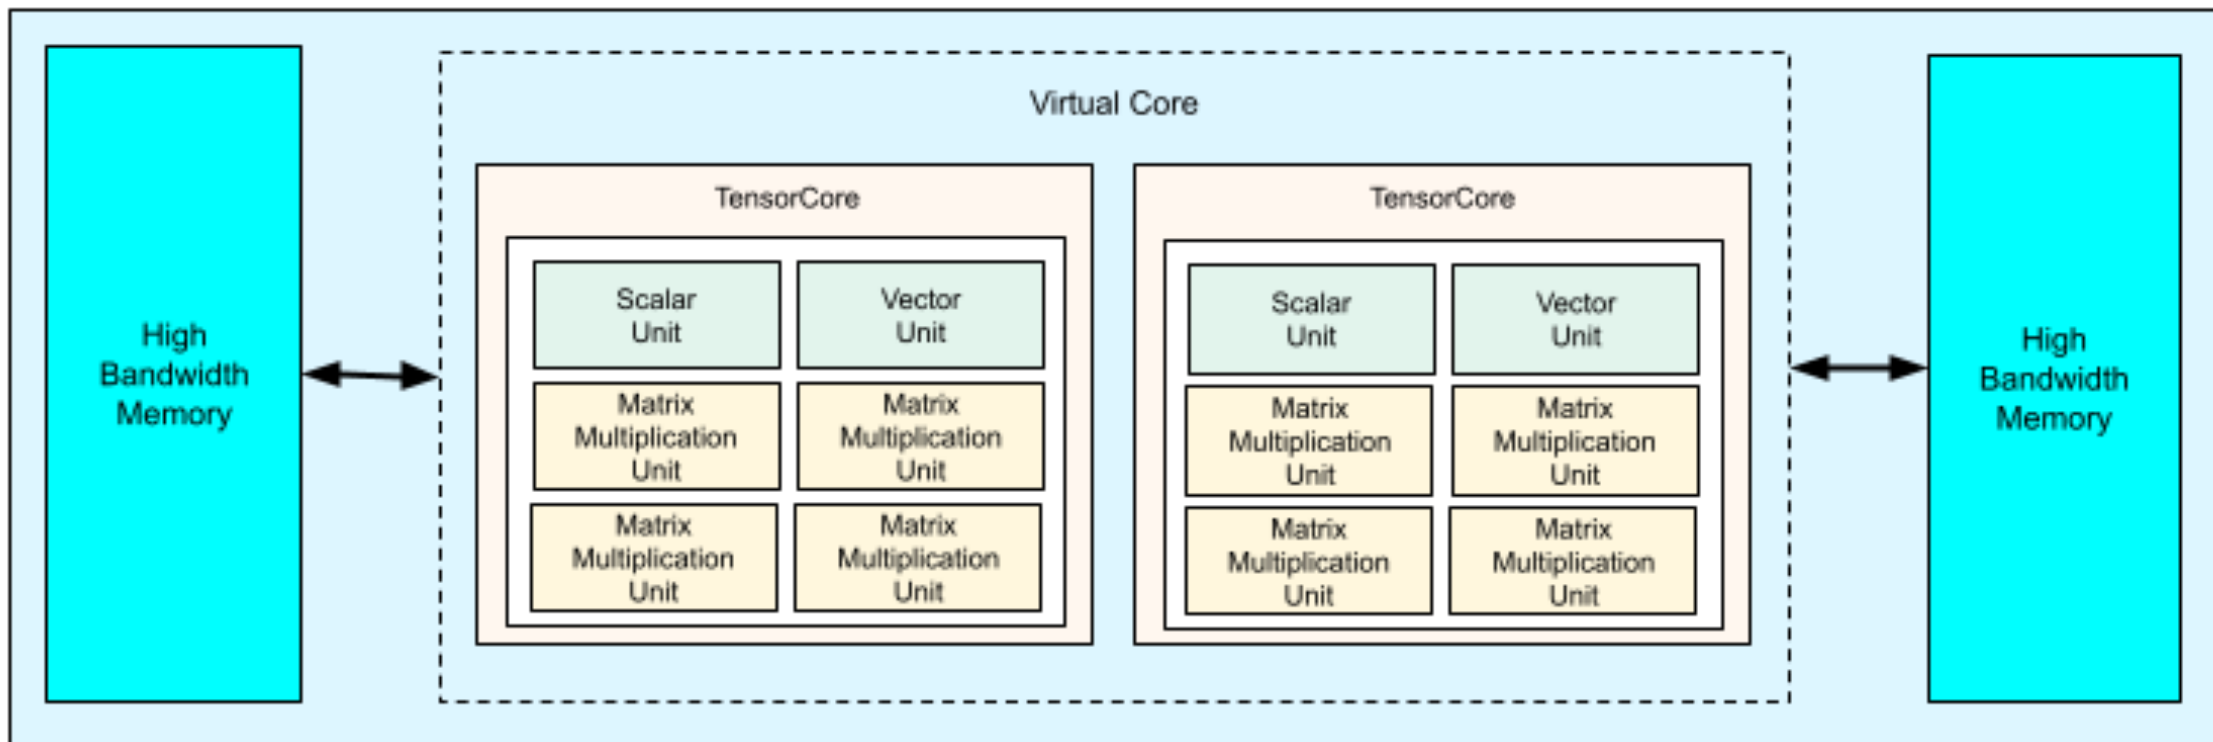 High
Bandwidth
Memory
Virtual Core
TensorCore
Scalar
Unit
Vector
Unit
Matrix
Multiplication
Unit
Matrix
Multiplication
Unit
Matrix
Multiplication
Unit
Matrix
Multiplication
Unit
TensorCore
Scalar
Unit
Vector
Unit
Matrix
Multiplication
Unit
Matrix
Multiplication
Unit
Matrix
Multiplication
Unit
Matrix
Multiplication
Unit
High
Bandwidth
Memory